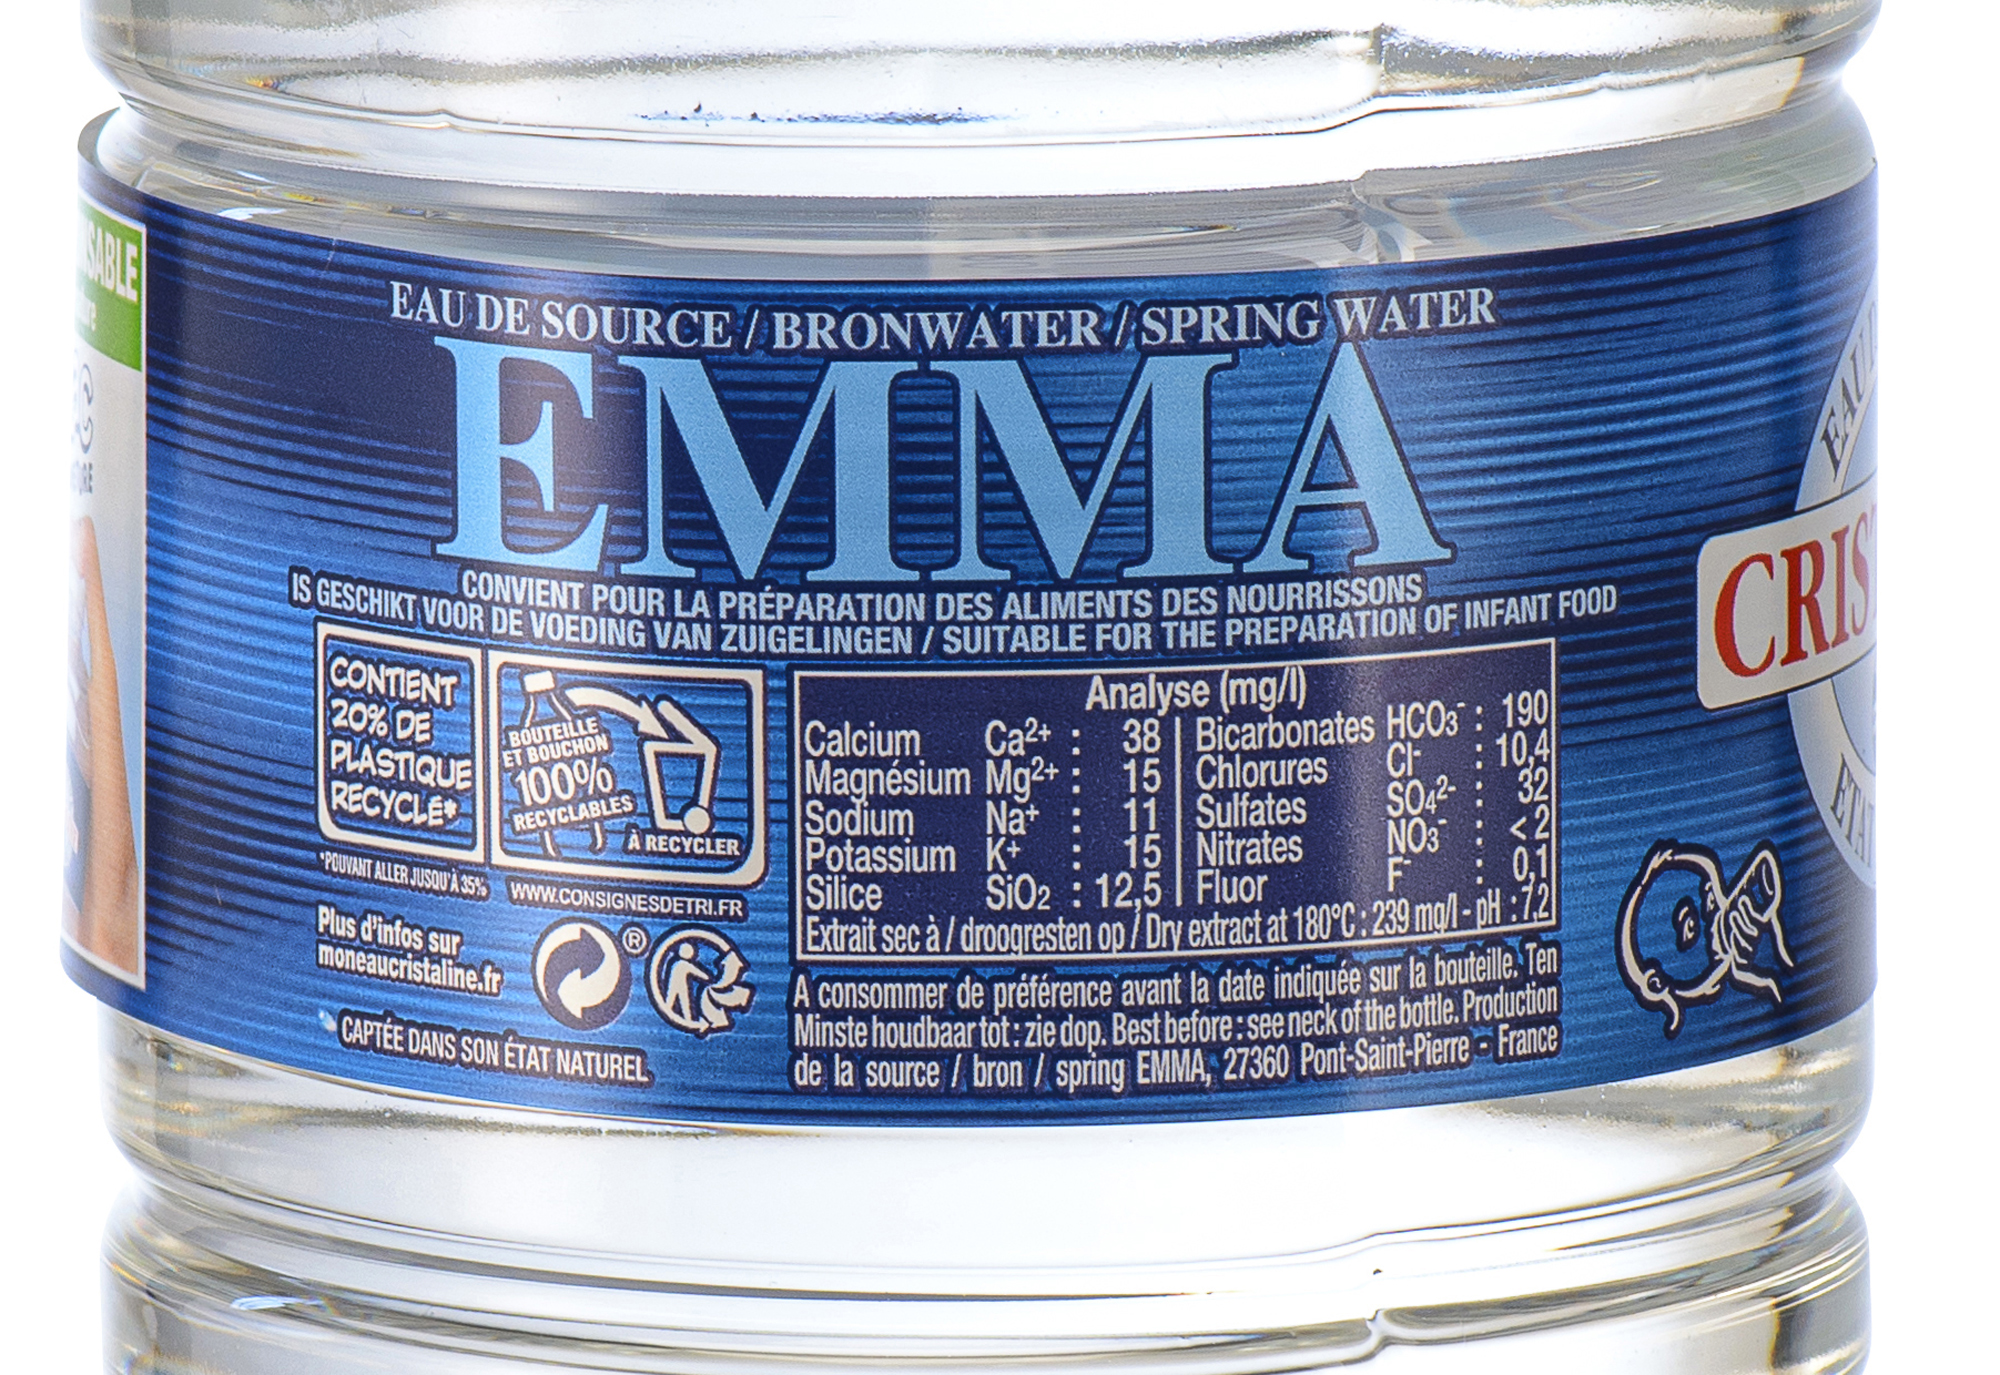 EAU DE SOURCE / BRONWATER / SPRING WATER
EMMA
CONVIENT POUR LA PRÉPARATION DES ALIMENTS DES NOURRISSONS
IS GESCHIKT VOOR DE VOEDING VAN ZUIGELINGEN / SUITABLE FOR THE PREPARATION OF INFANT FOOD
CONTIENT
20% DE
PLASTIQUE
RECYCLÉ*
*POUVANT ALLER JUSQU'À 35%
BOUTEILLE
ET BOUCHON
100%
RECYCLABLES
À RECYCLER
WWW.CONSIGNESDETRI.FR
Plus d'infos sur
moneaucristaline.fr
®
CAPTÉE DANS SON ÉTAT NATUREL
Analyse (mg/l)
Calcium Ca2+ : 38 | Bicarbonates HCO3- : 190
Magnésium Mg2+ : 15 | Chlorures Cl- : 10,4
Sodium Na+ : 11 | Sulfates SO42- : 32
Potassium K+ : 15 | Nitrates NO3- : < 2
Silice SiO2 : 12,5 | Fluor F- : 0,1
Extrait sec à / droogresten op / Dry extract at 180°C : 239 mg/l - pH : 7,2
A consommer de préférence avant la date indiquée sur la bouteille. Ten
Minste houdbaar tot : zie dop. Best before : see neck of the bottle. Production
de la source / bron / spring EMMA, 27360 Pont-Saint-Pierre - France
EAU
CRIS